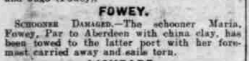 FOWEY.
SCHOONER DAMAGED.—The schooner Maria,
Fowey, Par to Aberdeen with china clay, has
been towed to the latter port with her fore-
mast carried away and sails torn.